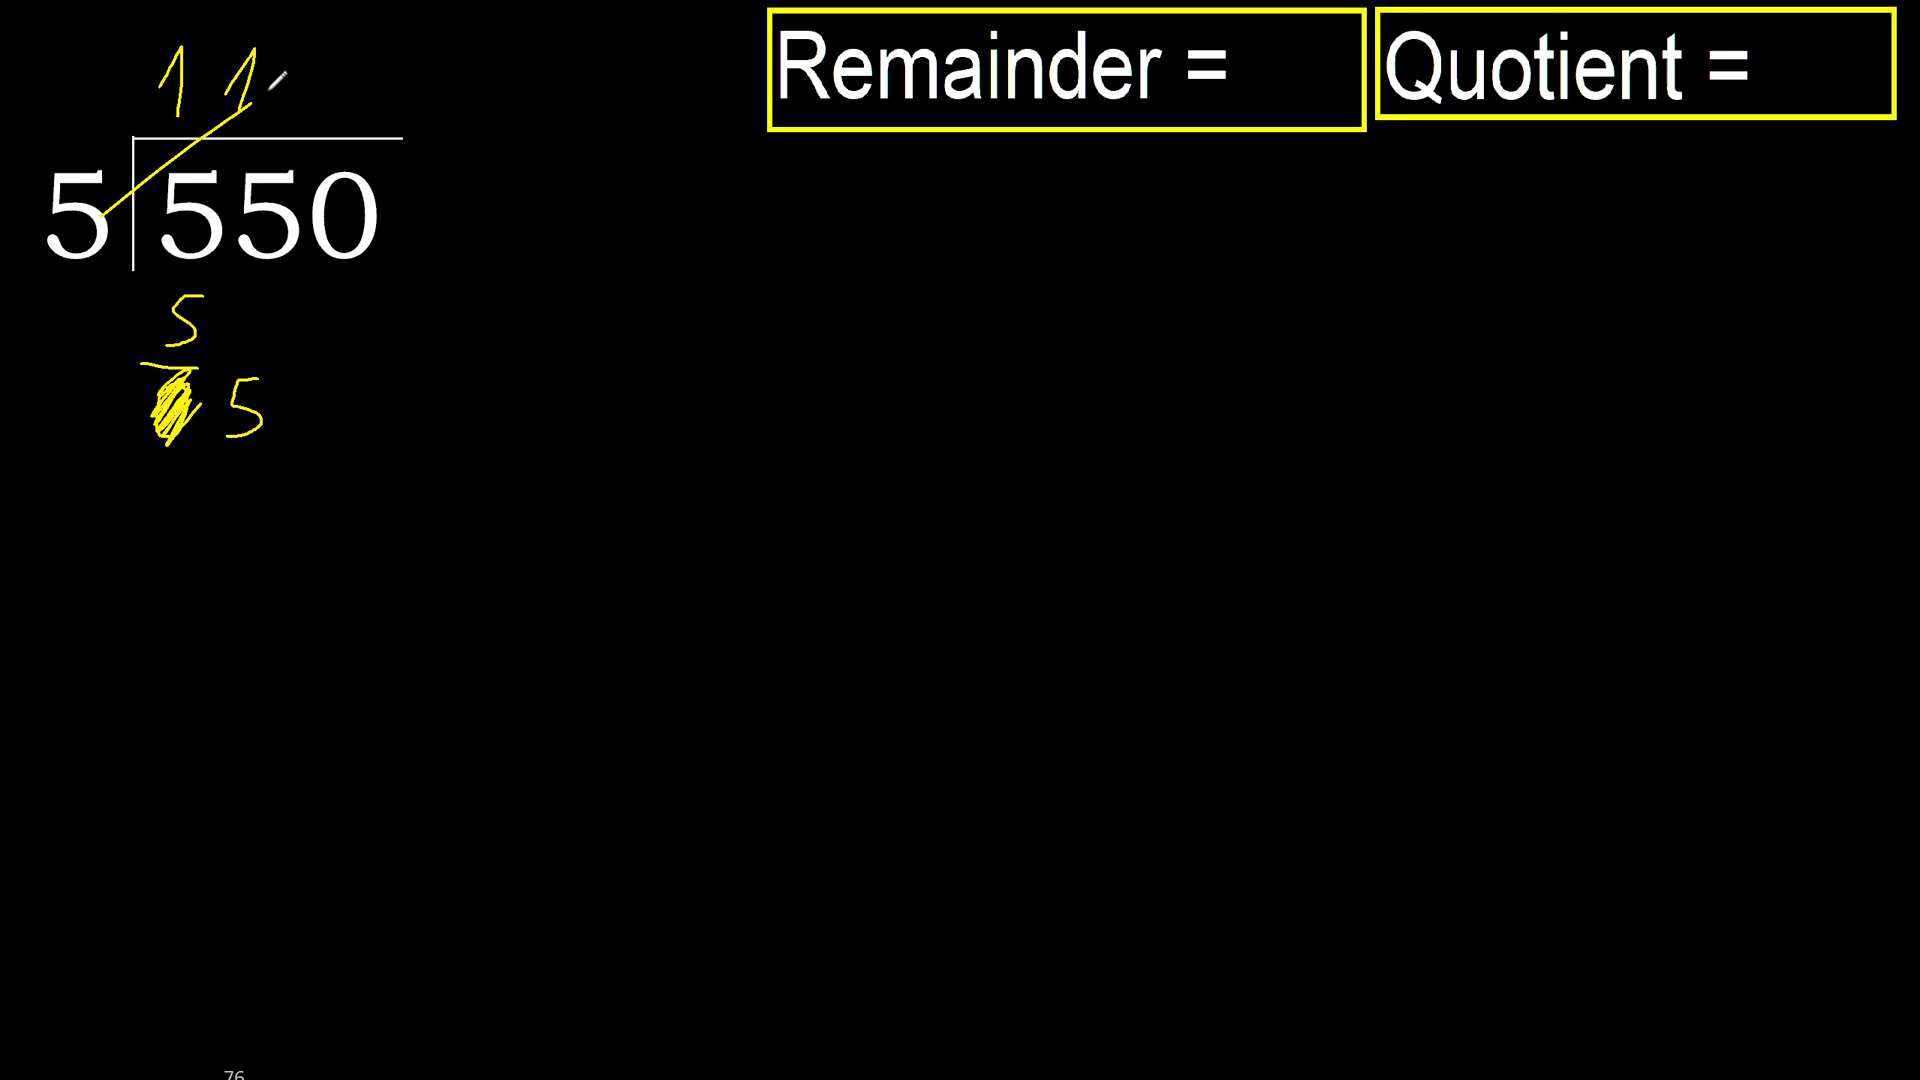 1 1
Remainder =
Quotient =
5 550
5
5
76